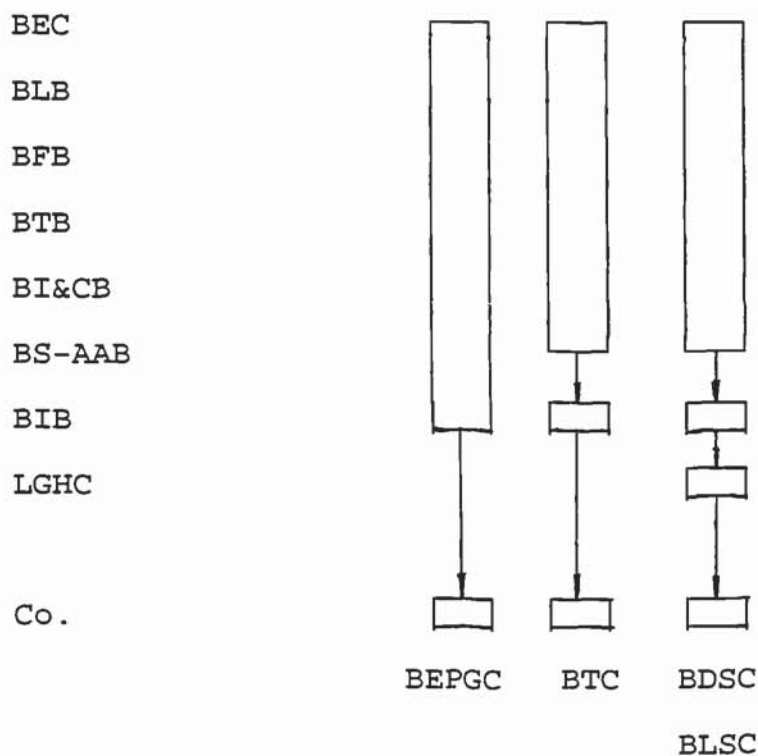 BEC
BLB
BFB
BTB
BI&CB
BS-AAB
BIB
LGHC
Co.
BEPGC BTC BDSC
BLSC